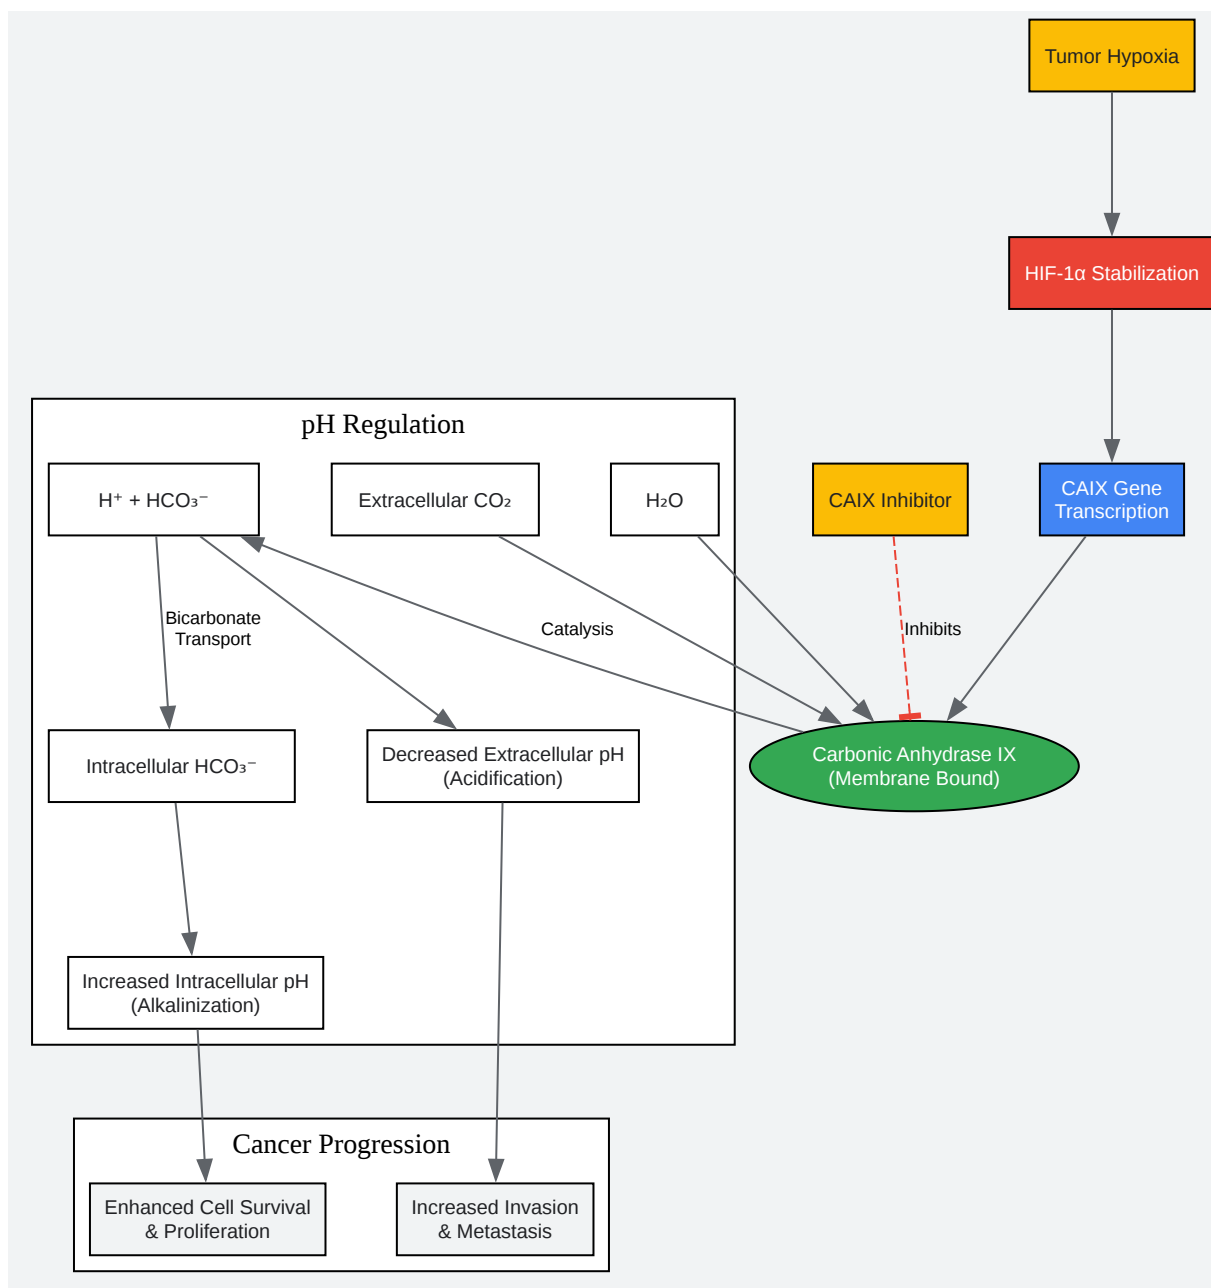 Tumor Hypoxia
HIF-1α Stabilization
pH Regulation
H⁺ + HCO₃⁻
Extracellular CO₂
H₂O
CAIX Inhibitor
CAIX Gene
Transcription
Bicarbonate
Transport
Catalysis
Inhibits
Intracellular HCO₃⁻
Decreased Extracellular pH
(Acidification)
Carbonic Anhydrase IX
(Membrane Bound)
Increased Intracellular pH
(Alkalinization)
Cancer Progression
Enhanced Cell Survival
& Proliferation
Increased Invasion
& Metastasis